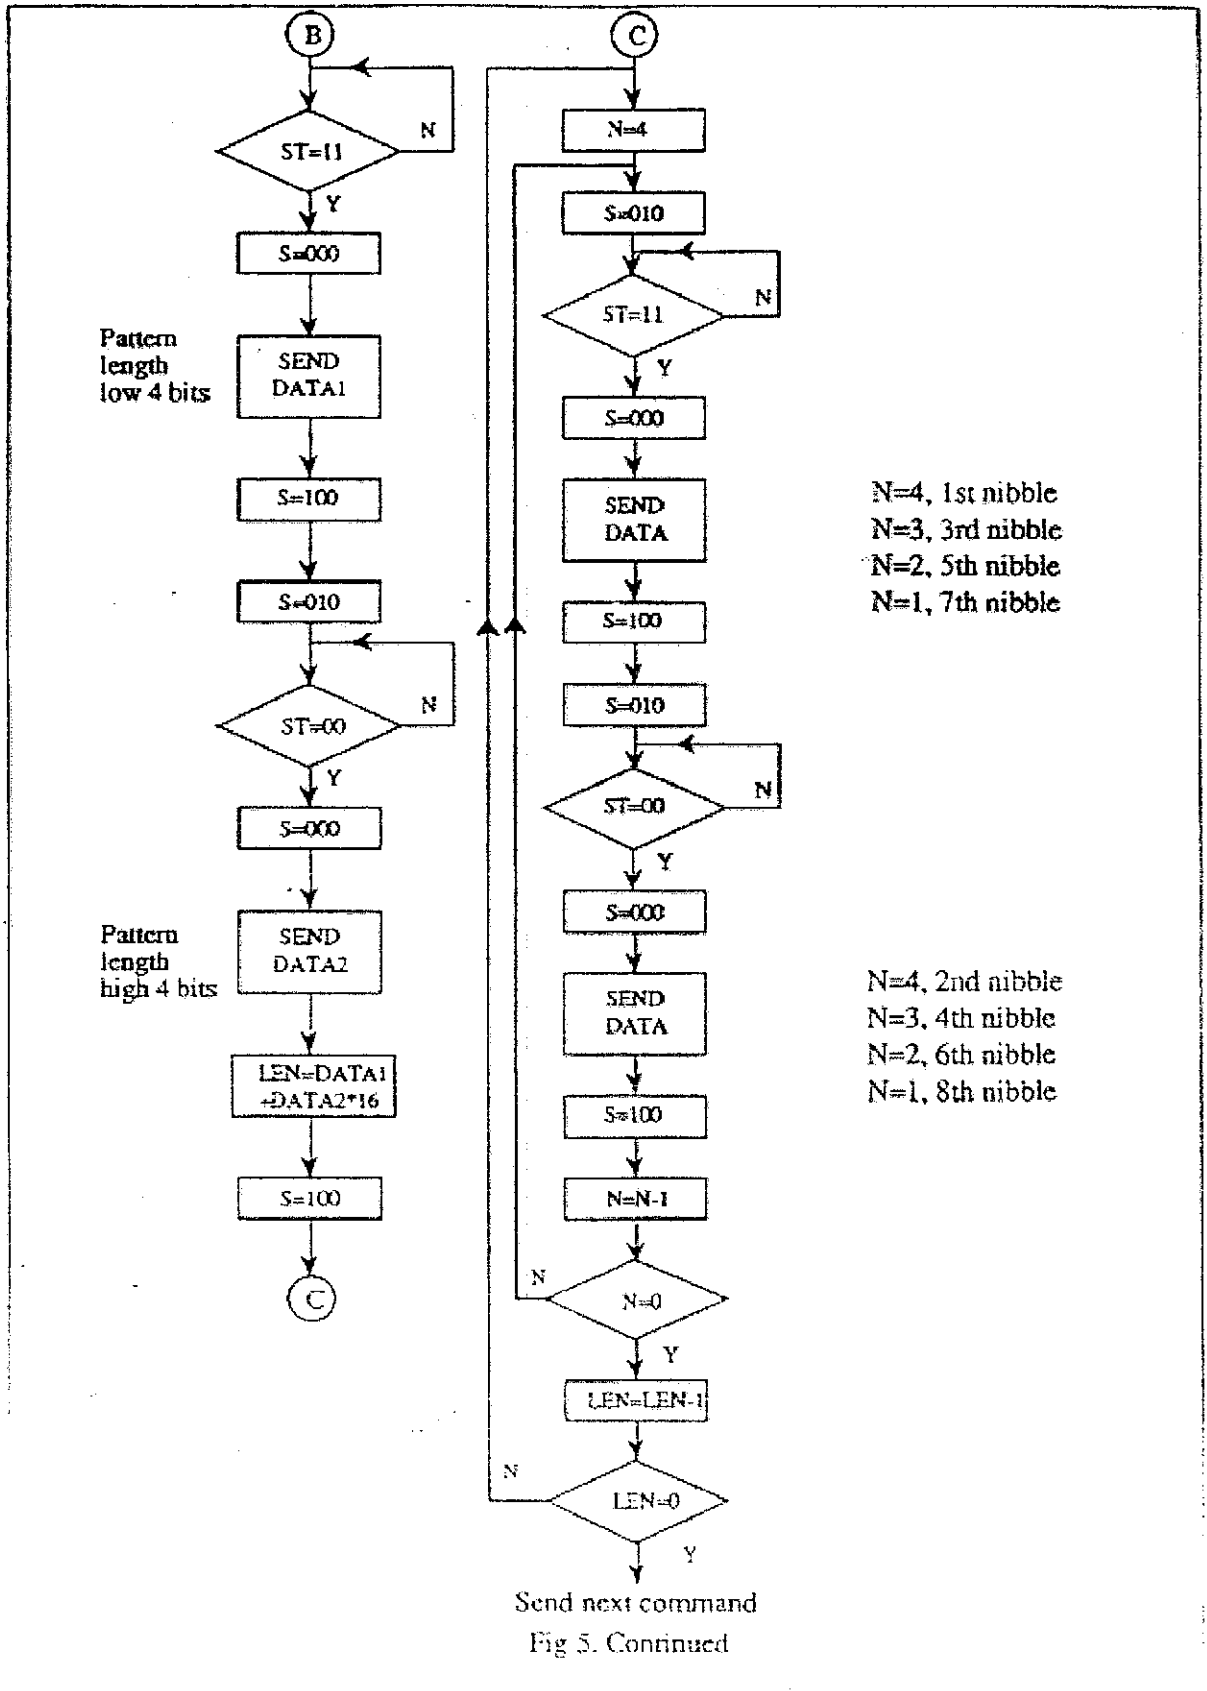 B
ST=11
N
Y
S=000
Pattern
length
low 4 bits
SEND
DATA1
S=100
S=010
ST=00
N
Y
S=000
Pattern
length
high 4 bits
SEND
DATA2
LEN=DATA1
+DATA2*16
S=100
C
C
N=4
S=010
ST=11
N
Y
S=000
SEND
DATA
N=4, 1st nibble
N=3, 3rd nibble
N=2, 5th nibble
N=1, 7th nibble
S=100
S=010
ST=00
N
Y
S=000
SEND
DATA
N=4, 2nd nibble
N=3, 4th nibble
N=2, 6th nibble
N=1, 8th nibble
S=100
N=N-1
N
N=0
Y
LEN=LEN-1
N
LEN=0
Y
Send next command
Fig 5. Continued